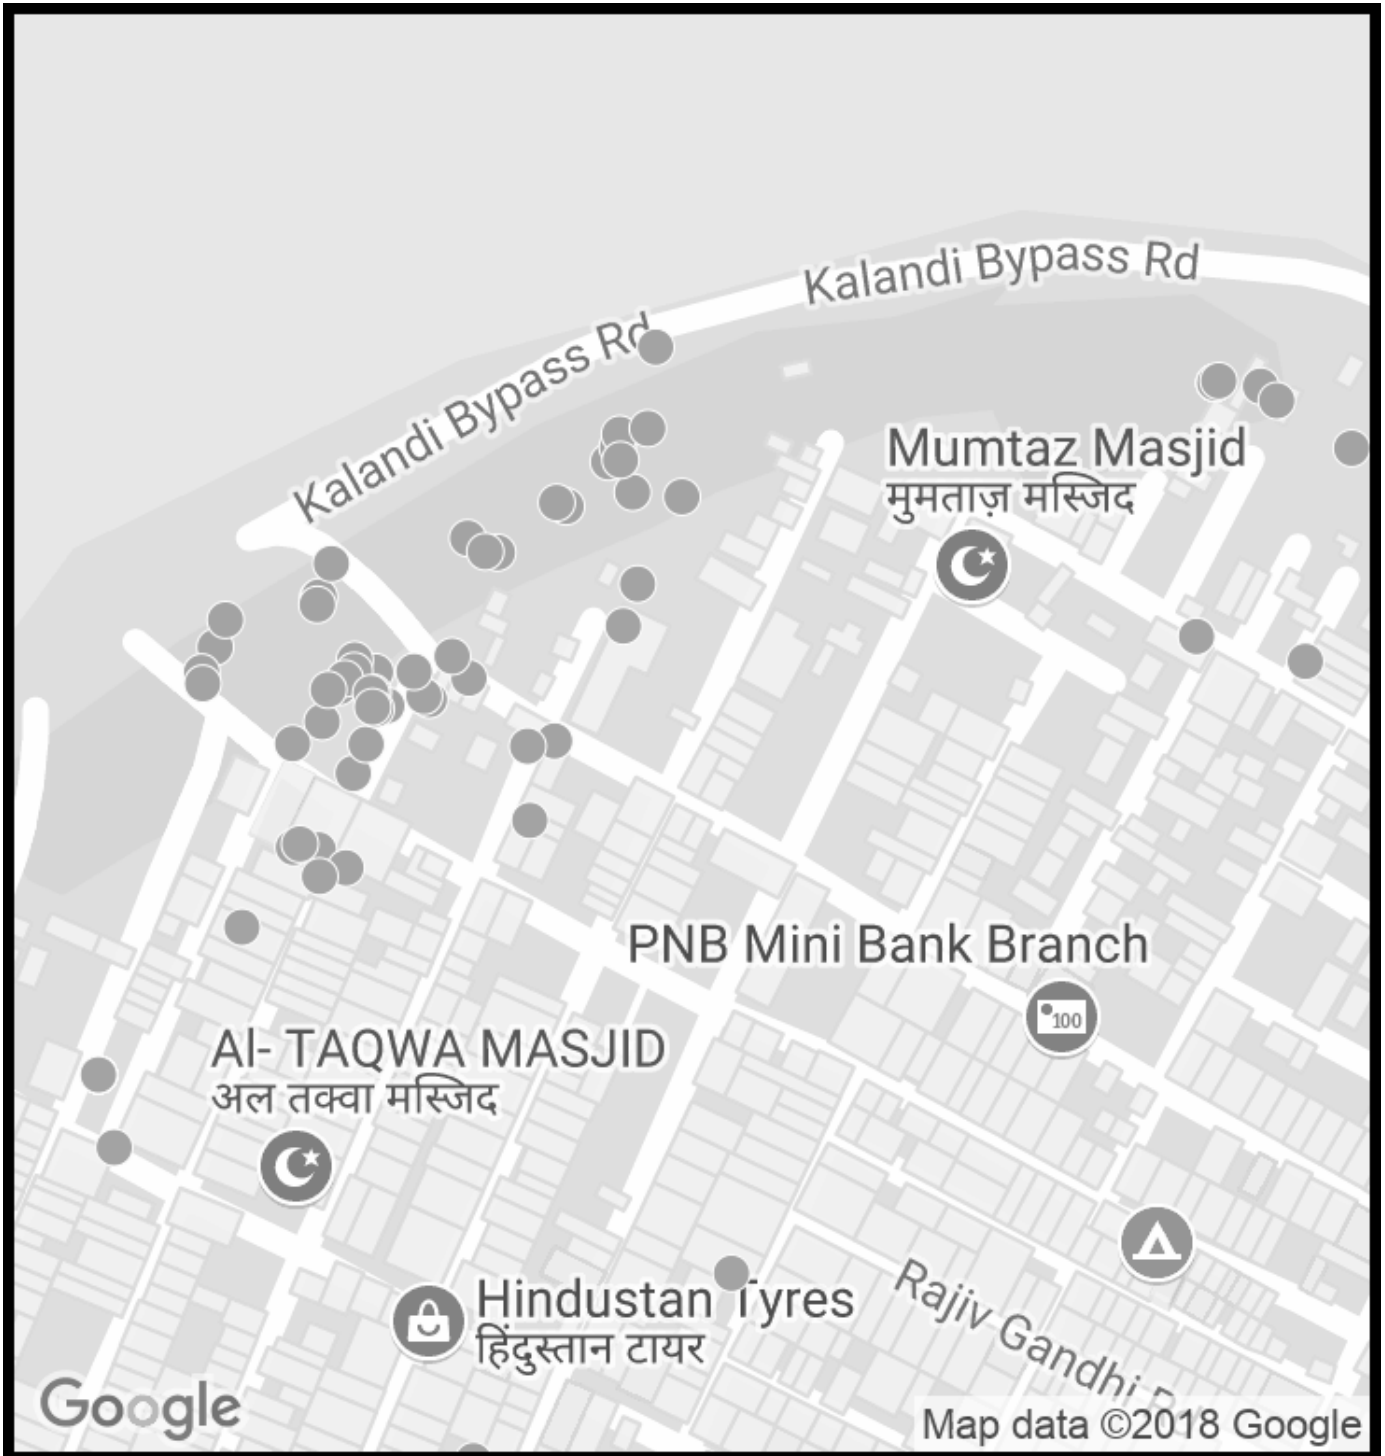 Kalandi Bypass Rd
Kalandi Bypass Rd
Mumtaz Masjid
मुमताज़ मस्जिद
PNB Mini Bank Branch
100
Al- TAQWA MASJID
अल तक्वा मस्जिद
Hindustan Tyres
हिंदुस्तान टायर
Rajiv Gandhi
Google
Map data ©2018 Google